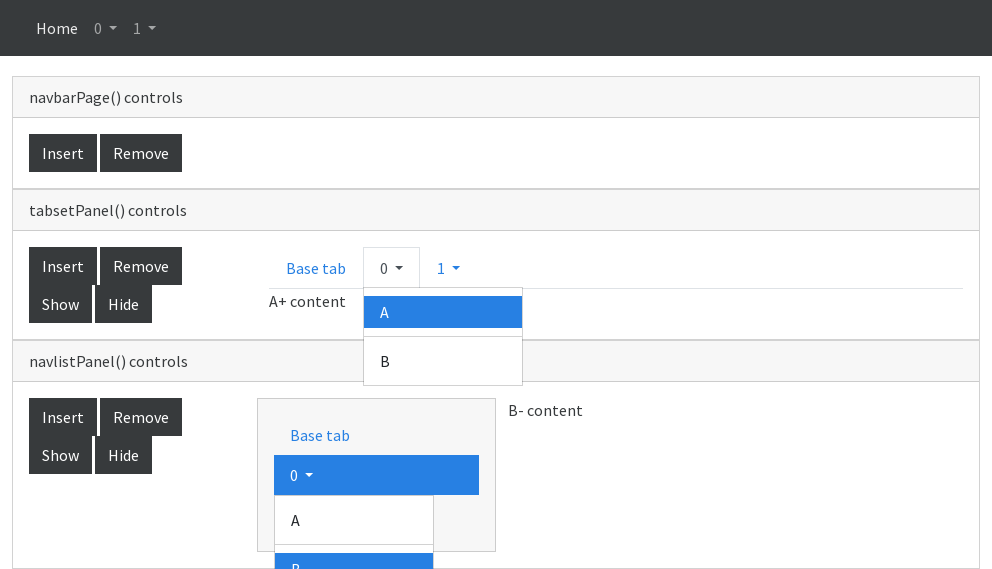 Home 0 1
navbarPage() controls
Insert Remove
tabsetPanel() controls
Insert Remove
Show Hide
Base tab 0 1
A+ content
A
B
navlistPanel() controls
Insert Remove
Show Hide
Base tab
0
A
B
B- content